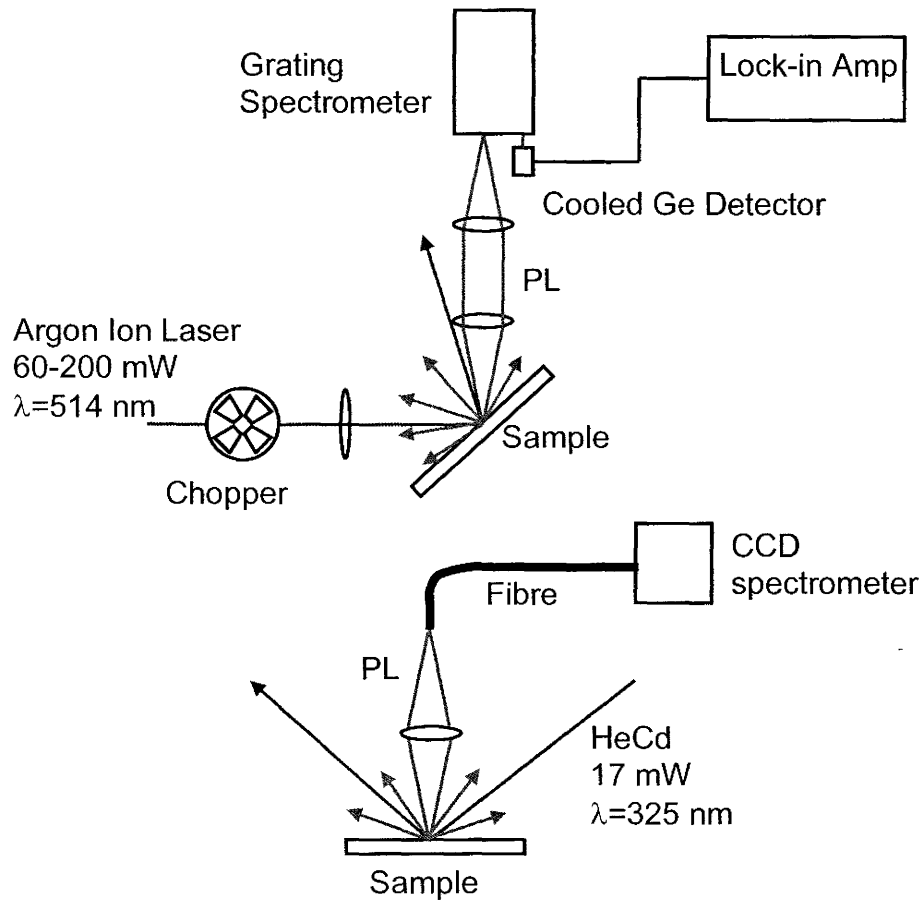 Grating
Spectrometer
Lock-in Amp
Cooled Ge Detector
PL
Argon Ion Laser
60-200 mW
λ=514 nm
Sample
Chopper
CCD
spectrometer
Fibre
PL
HeCd
17 mW
λ=325 nm
Sample